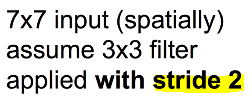 7x7 input (spatially)
assume 3x3 filter
applied with stride 2